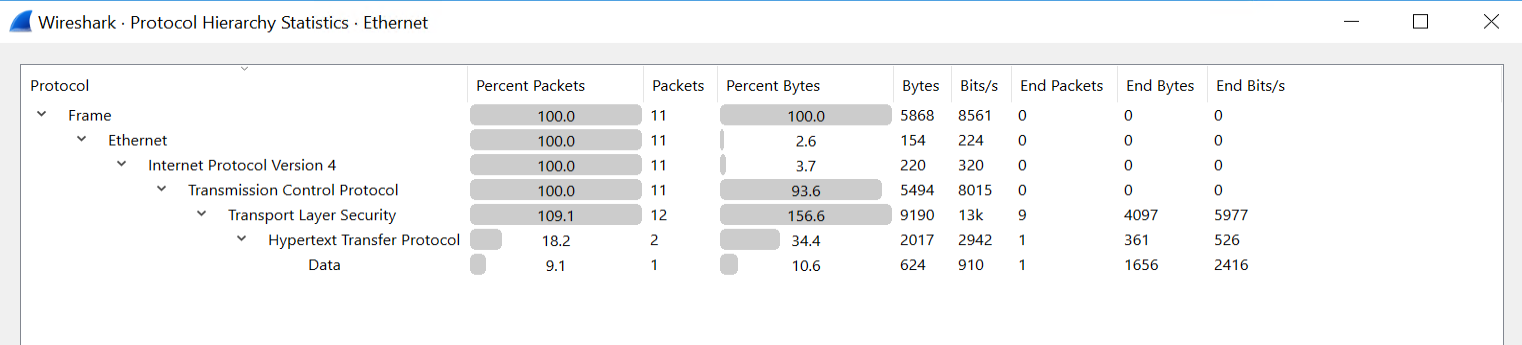 Wireshark · Protocol Hierarchy Statistics · Ethernet
Protocol Percent Packets Packets Percent Bytes Bytes Bits/s End Packets End Bytes End Bits/s
Frame 100.0 11 100.0 5868 8561 0 0 0
Ethernet 100.0 11 2.6 154 224 0 0 0
Internet Protocol Version 4 100.0 11 3.7 220 320 0 0 0
Transmission Control Protocol 100.0 11 93.6 5494 8015 0 0 0
Transport Layer Security 109.1 12 156.6 9190 13k 9 4097 5977
Hypertext Transfer Protocol 18.2 2 34.4 2017 2942 1 361 526
Data 9.1 1 10.6 624 910 1 1656 2416